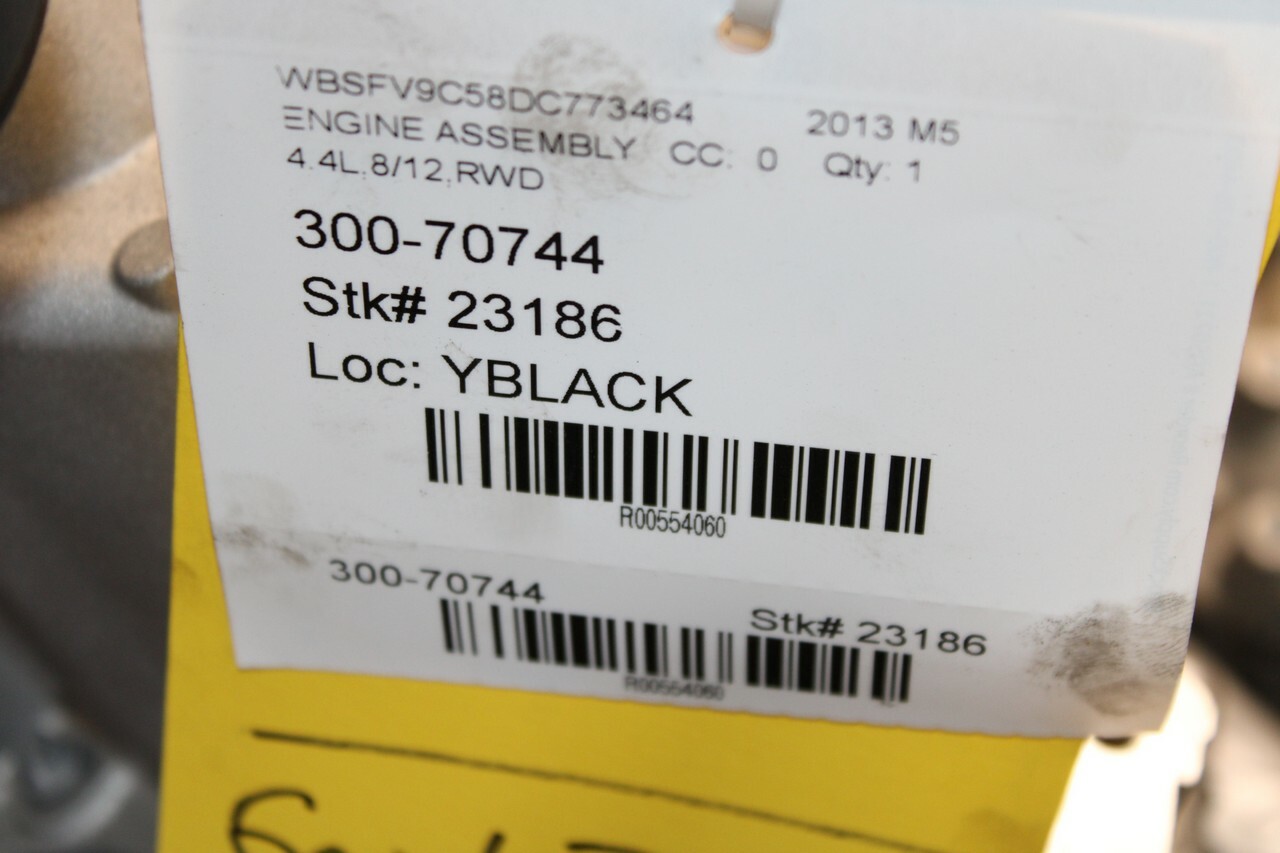 WBSFV9C58DC773464 2013 M5
ENGINE ASSEMBLY CC: 0 Qty: 1
4.4L,8/12,RWD
300-70744
Stk# 23186
Loc: YBLACK
R00554060
300-70744
Stk# 23186
R00554060